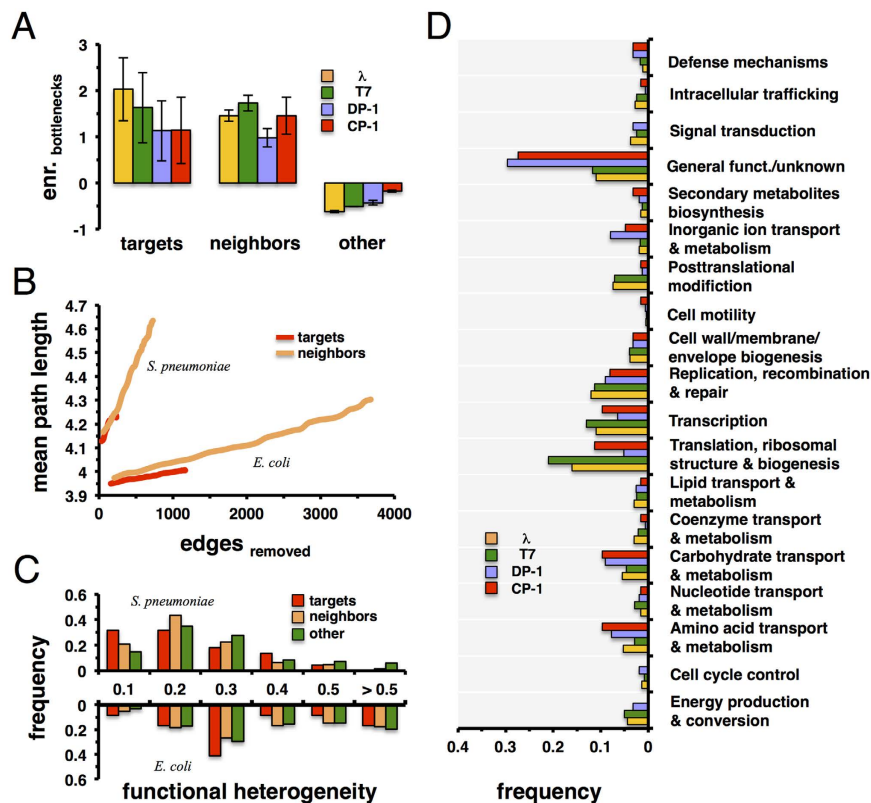 A
3
2
1
0
-1
enr. bottlenecks
λ
T7
DP-1
CP-1
targets
neighbors
other
B
4.7
4.6
4.5
4.4
4.3
4.2
4.1
4
3.9
mean path length
targets
neighbors
S. pneumoniae
E. coli
0
1000
2000
3000
4000
edges removed
C
0.6
0.4
0.2
0
S. pneumoniae
targets
neighbors
other
0.1
0.2
0.3
0.4
0.5
> 0.5
0
0.2
0.4
0.6
frequency
E. coli
functional heterogeneity
D
Defense mechanisms
Intracellular trafficking
Signal transduction
General funct./unknown
Secondary metabolites
biosynthesis
Inorganic ion transport
& metabolism
Posttranslational
modifiction
Cell motility
Cell wall/membrane/
envelope biogenesis
Replication, recombination
& repair
Transcription
Translation, ribosomal
structure & biogenesis
Lipid transport &
metabolism
Coenzyme transport
& metabolism
Carbohydrate transport
& metabolism
Nucleotide transport
& metabolism
Amino acid transport
& metabolism
Cell cycle control
Energy production
& conversion
λ
T7
DP-1
CP-1
0.4
0.3
0.2
0.1
0
frequency